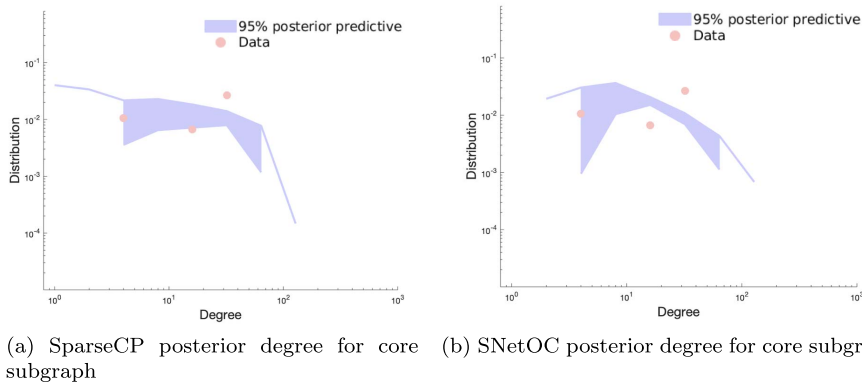 95% posterior predictive
Data
10^-1
10^-2
10^-3
10^-4
Distribution
10^0 10^1 10^2 10^3
Degree
(a) SparseCP posterior degree for core
subgraph
95% posterior predictive
Data
10^-1
10^-2
10^-3
10^-4
Distribution
10^0 10^1 10^2
Degree
(b) SNetOC posterior degree for core subgr